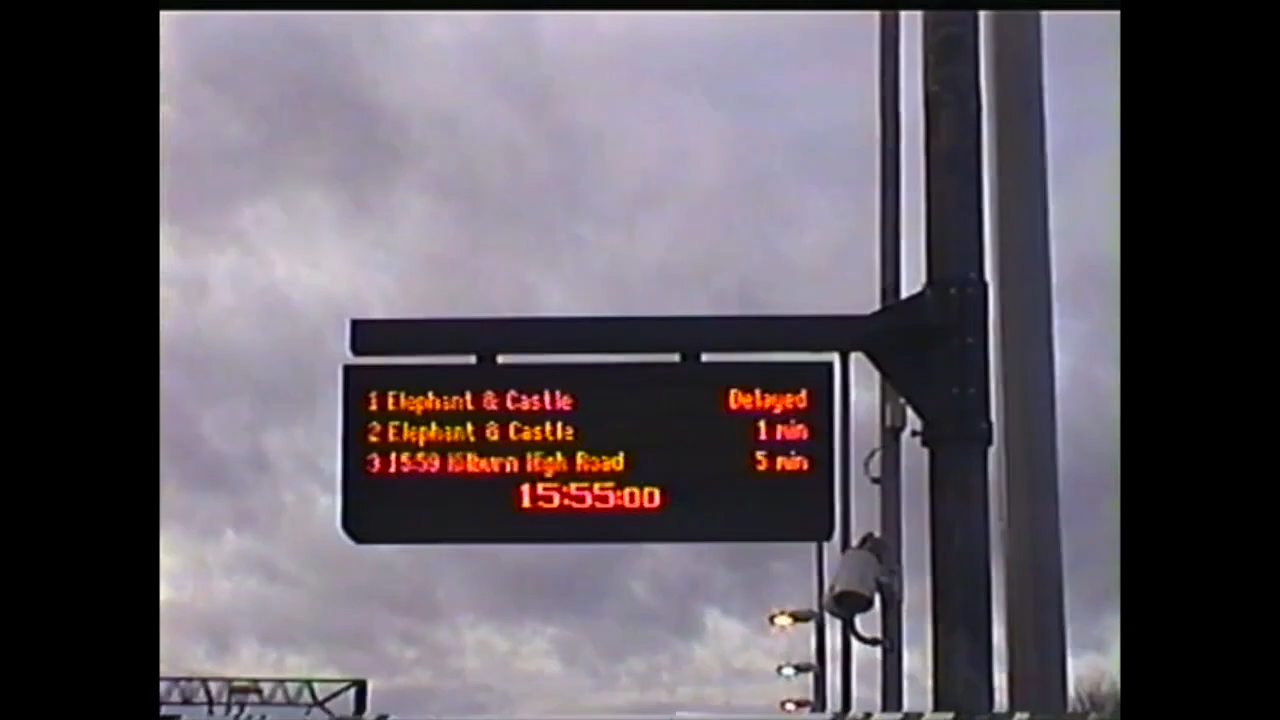 1 Elephant & Castle Delayed
2 Elephant & Castle 1 min
3 15:59 Kilburn High Road 5 min
15:55:00